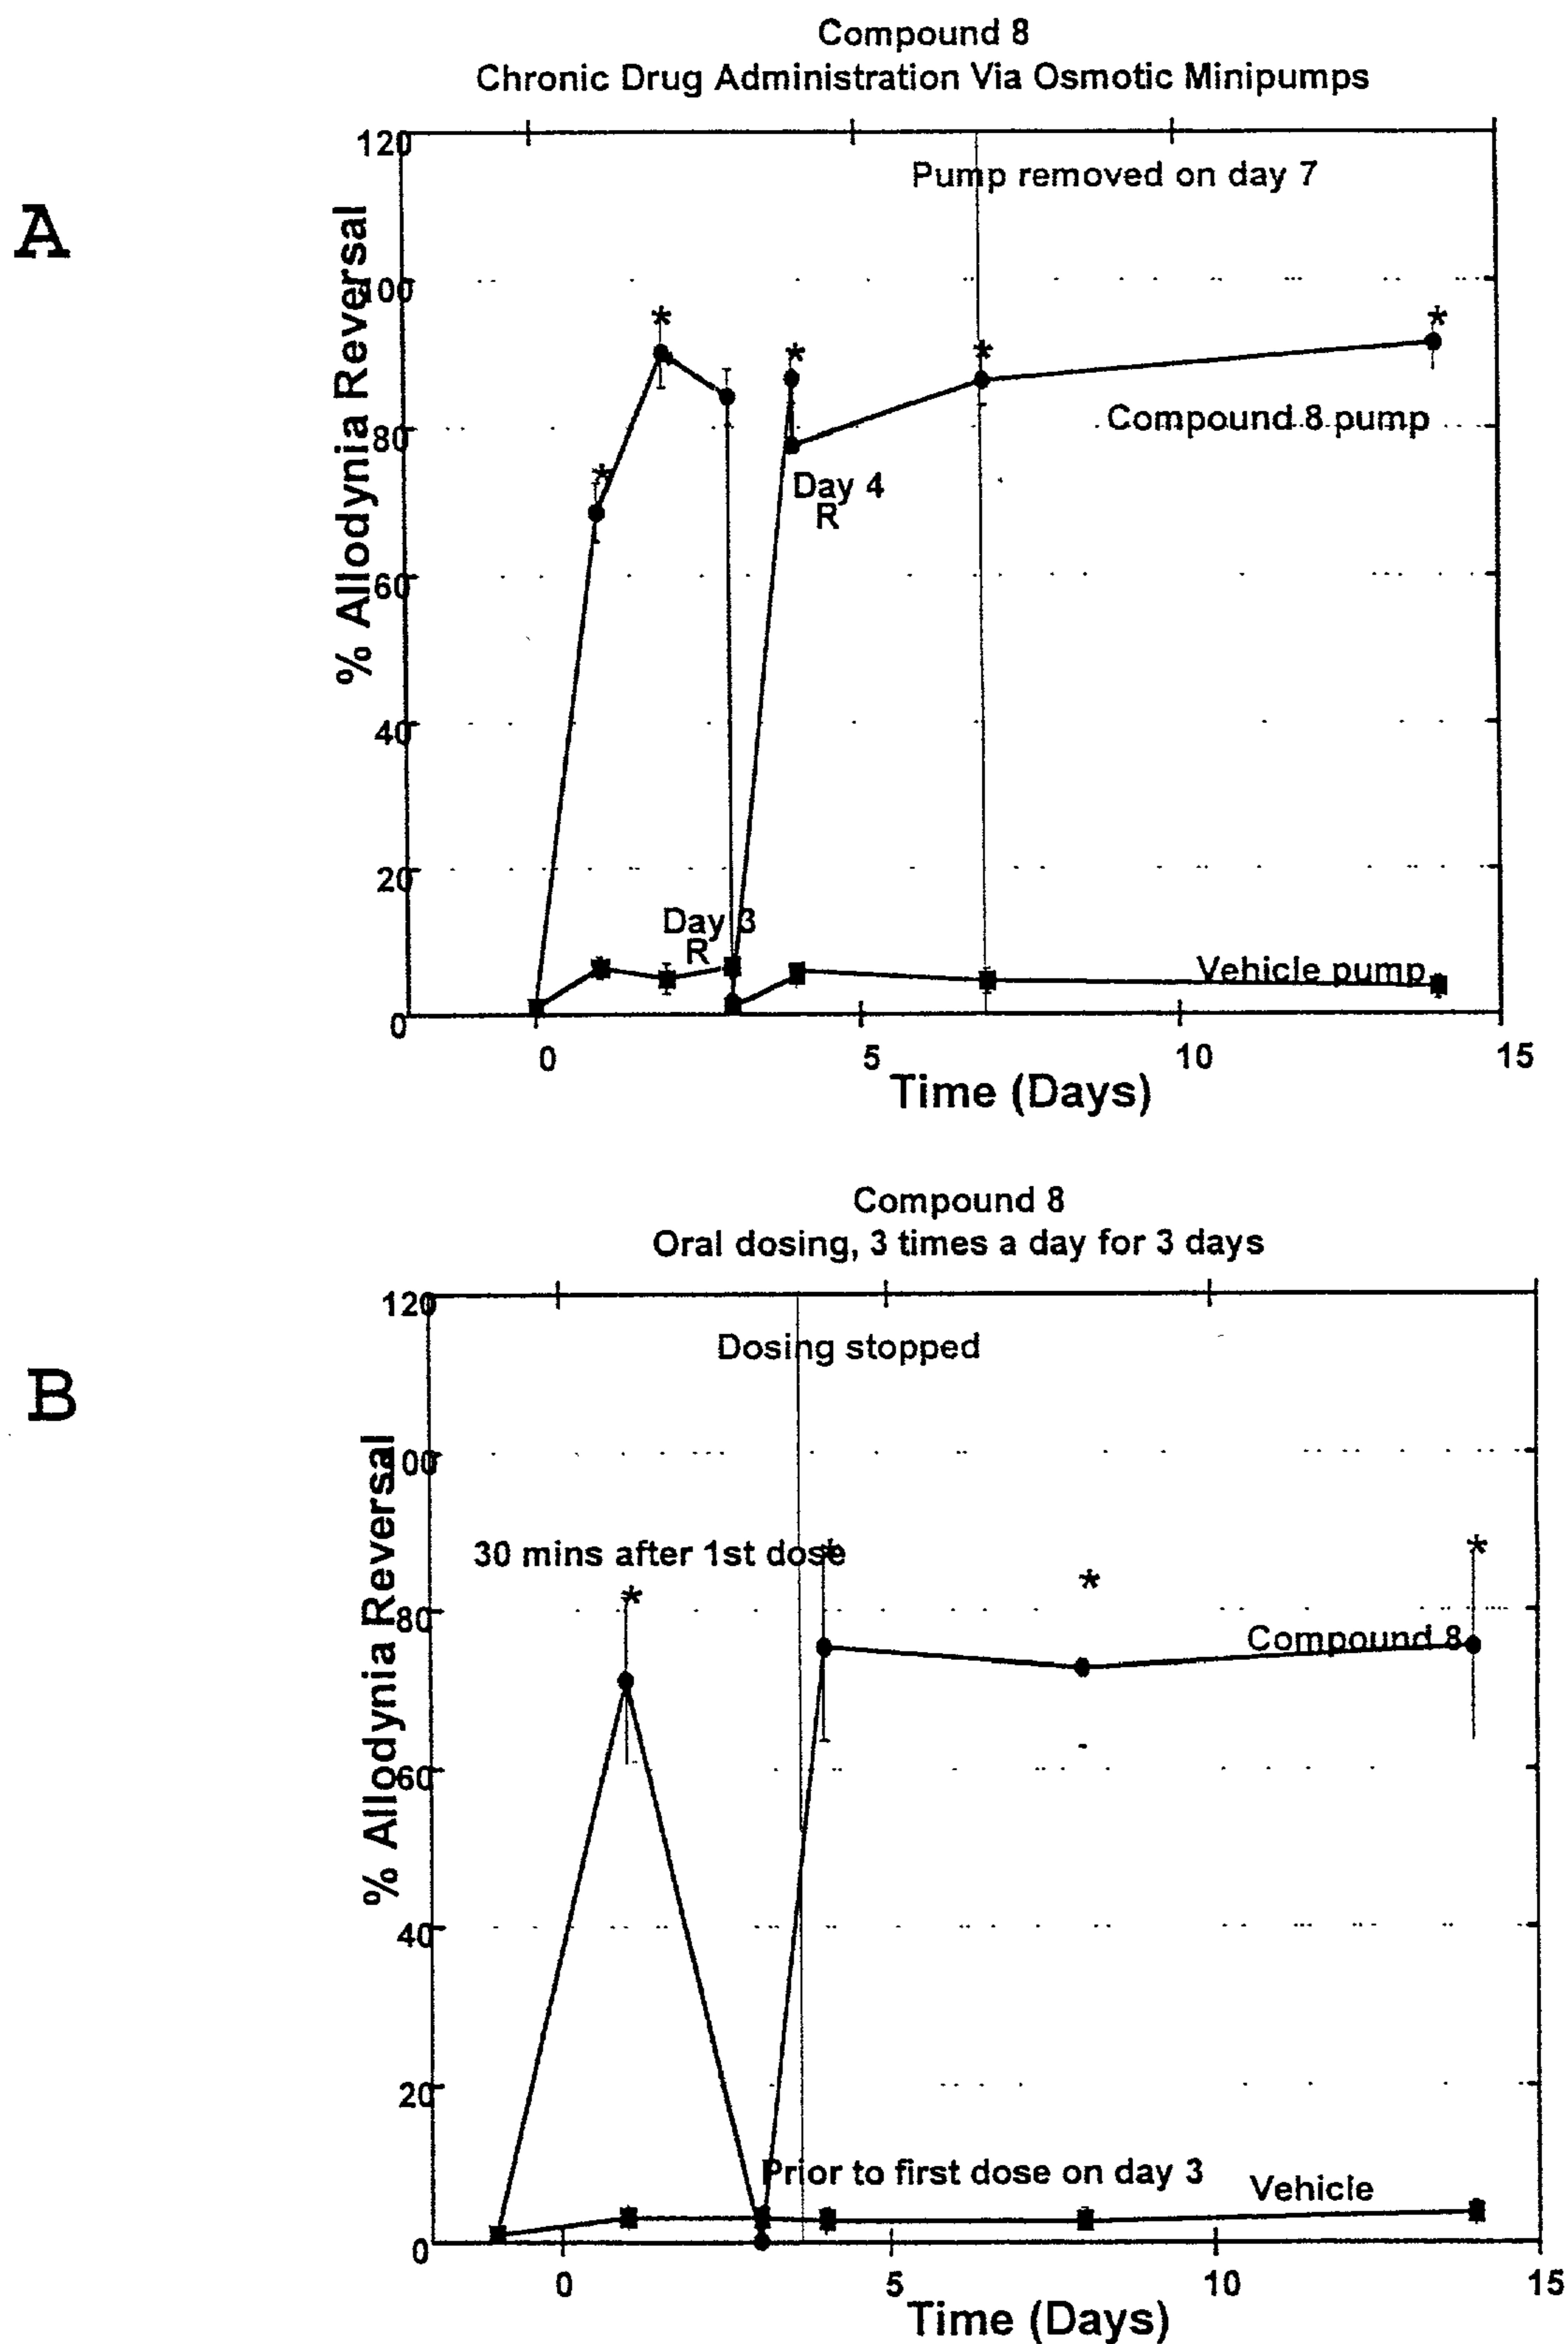 Compound 8
Chronic Drug Administration Via Osmotic Minipumps
A
120
Pump removed on day 7
% Allodynia Reversal
100
*
*
*
*
80
Compound 8 pump
*
Day 4
R
60
40
20
Day 3
R
Vehicle pump
0
0 5 10 15
Time (Days)
Compound 8
Oral dosing, 3 times a day for 3 days
B
120
Dosing stopped
% Allodynia Reversal
100
30 mins after 1st dose
*
*
*
*
80
Compound 8
60
40
20
Prior to first dose on day 3
Vehicle
0
0 5 10 15
Time (Days)